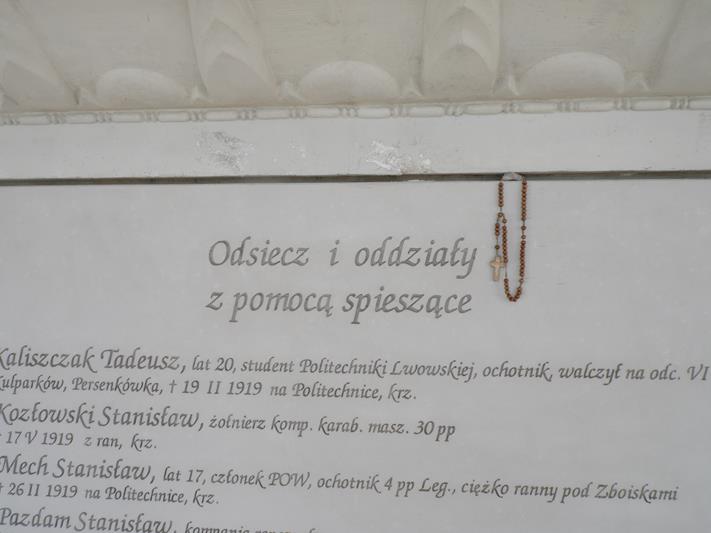 Odsiecz i oddziały
z pomocą spieszące
Kaliszczak Tadeusz, lat 20, student Politechniki Lwowskiej, ochotnik, walczył na odc. VI
Kulparków, Persenkówka, † 19 II 1919 na Politechnice, krz.
Kozłowski Stanisław, żołnierz komp. karab. masz. 30 pp
† 17 V 1919 z ran, krz.
Mech Stanisław, lat 17, członek POW, ochotnik 4 pp Leg., ciężko ranny pod Zboiskami
† 26 II 1919 na Politechnice, krz.
Pazdam Stanisław,